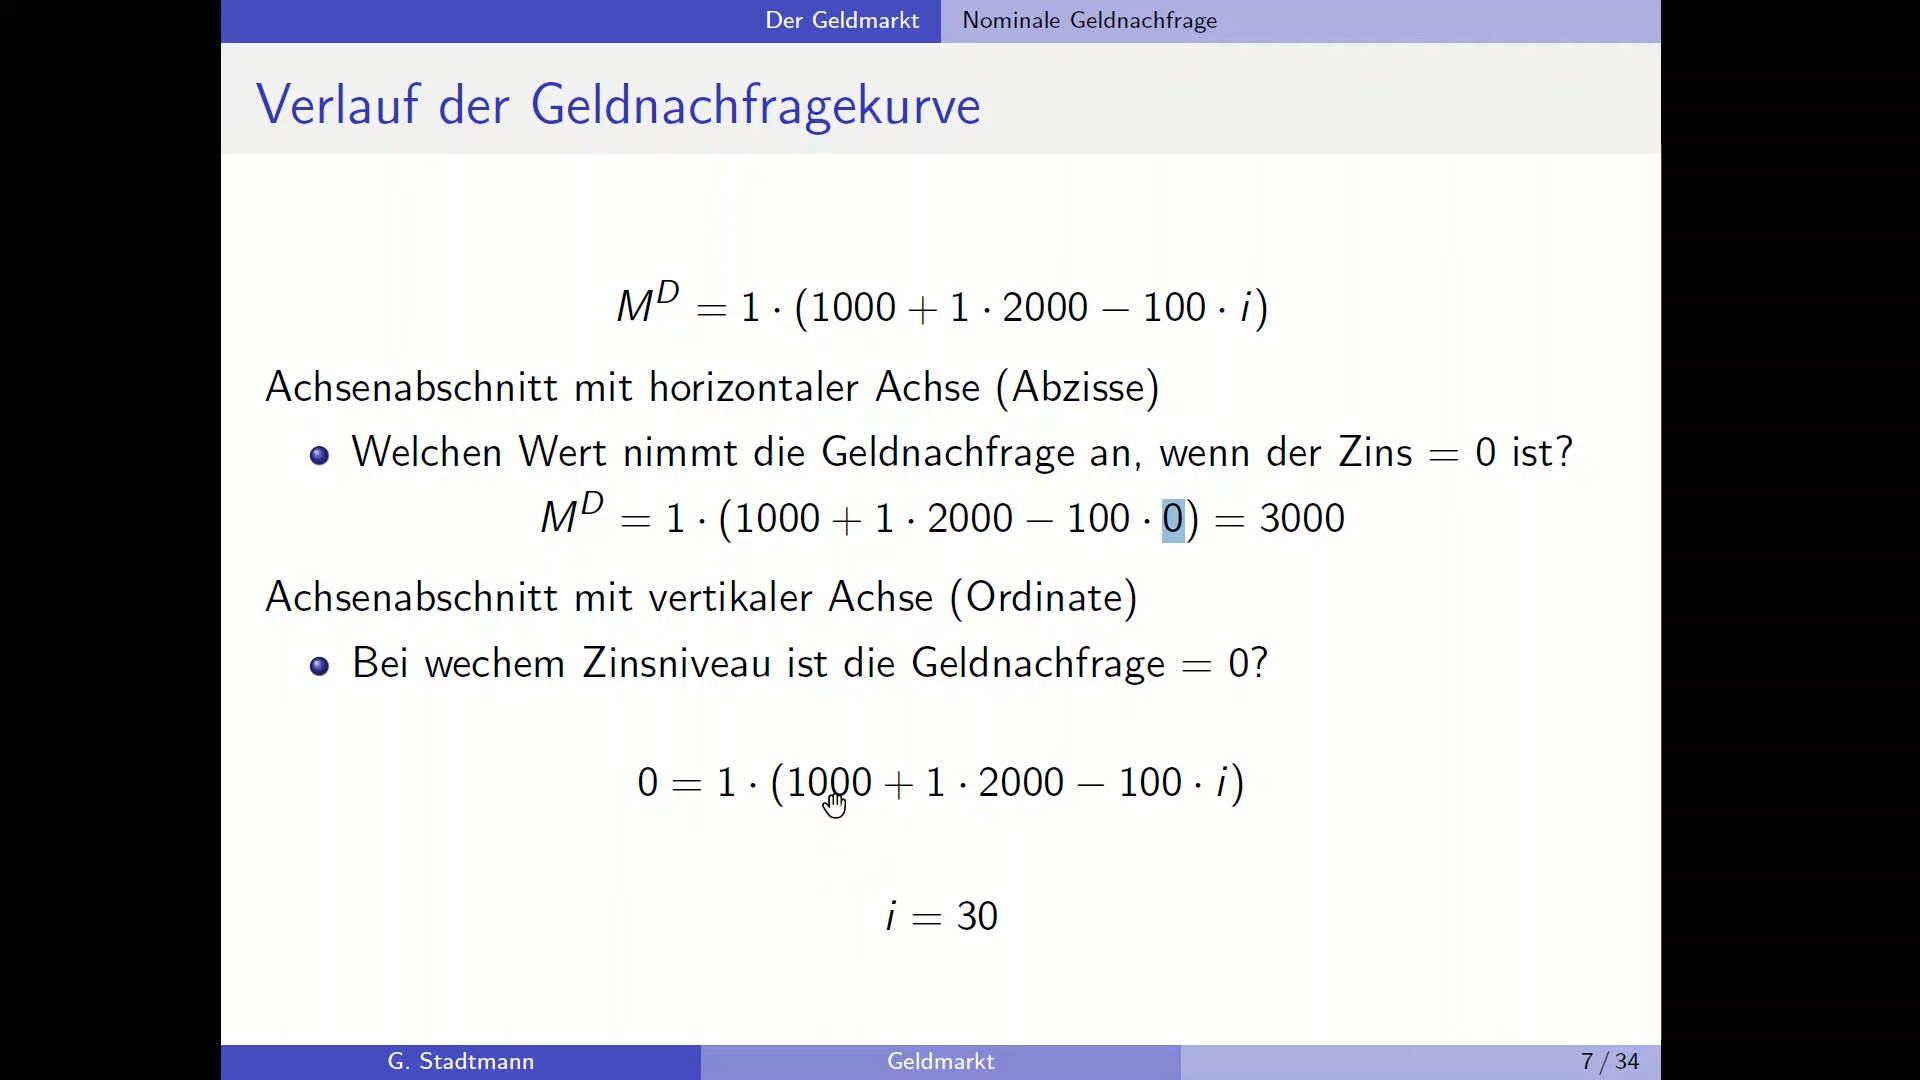 Der Geldmarkt Nominale Geldnachfrage
Verlauf der Geldnachfragekurve
M^D = 1 · (1000 + 1 · 2000 − 100 · i)
Achsenabschnitt mit horizontaler Achse (Abzisse)
Welchen Wert nimmt die Geldnachfrage an, wenn der Zins = 0 ist?
M^D = 1 · (1000 + 1 · 2000 − 100 · 0) = 3000
Achsenabschnitt mit vertikaler Achse (Ordinate)
Bei wechem Zinsniveau ist die Geldnachfrage = 0?
0 = 1 · (1000 + 1 · 2000 − 100 · i)
i = 30
G. Stadtmann Geldmarkt 7 / 34